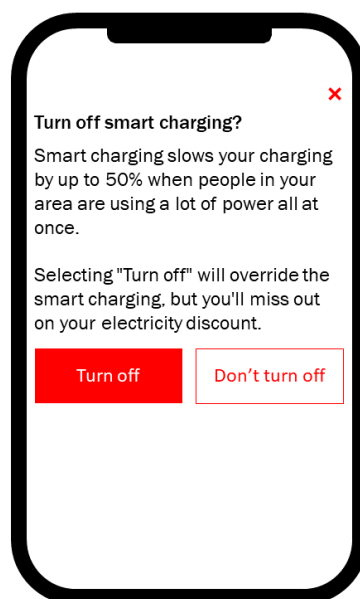 ×
Turn off smart charging?
Smart charging slows your charging
by up to 50% when people in your
area are using a lot of power all at
once.
Selecting "Turn off" will override the
smart charging, but you'll miss out
on your electricity discount.
Turn off
Don’t turn off